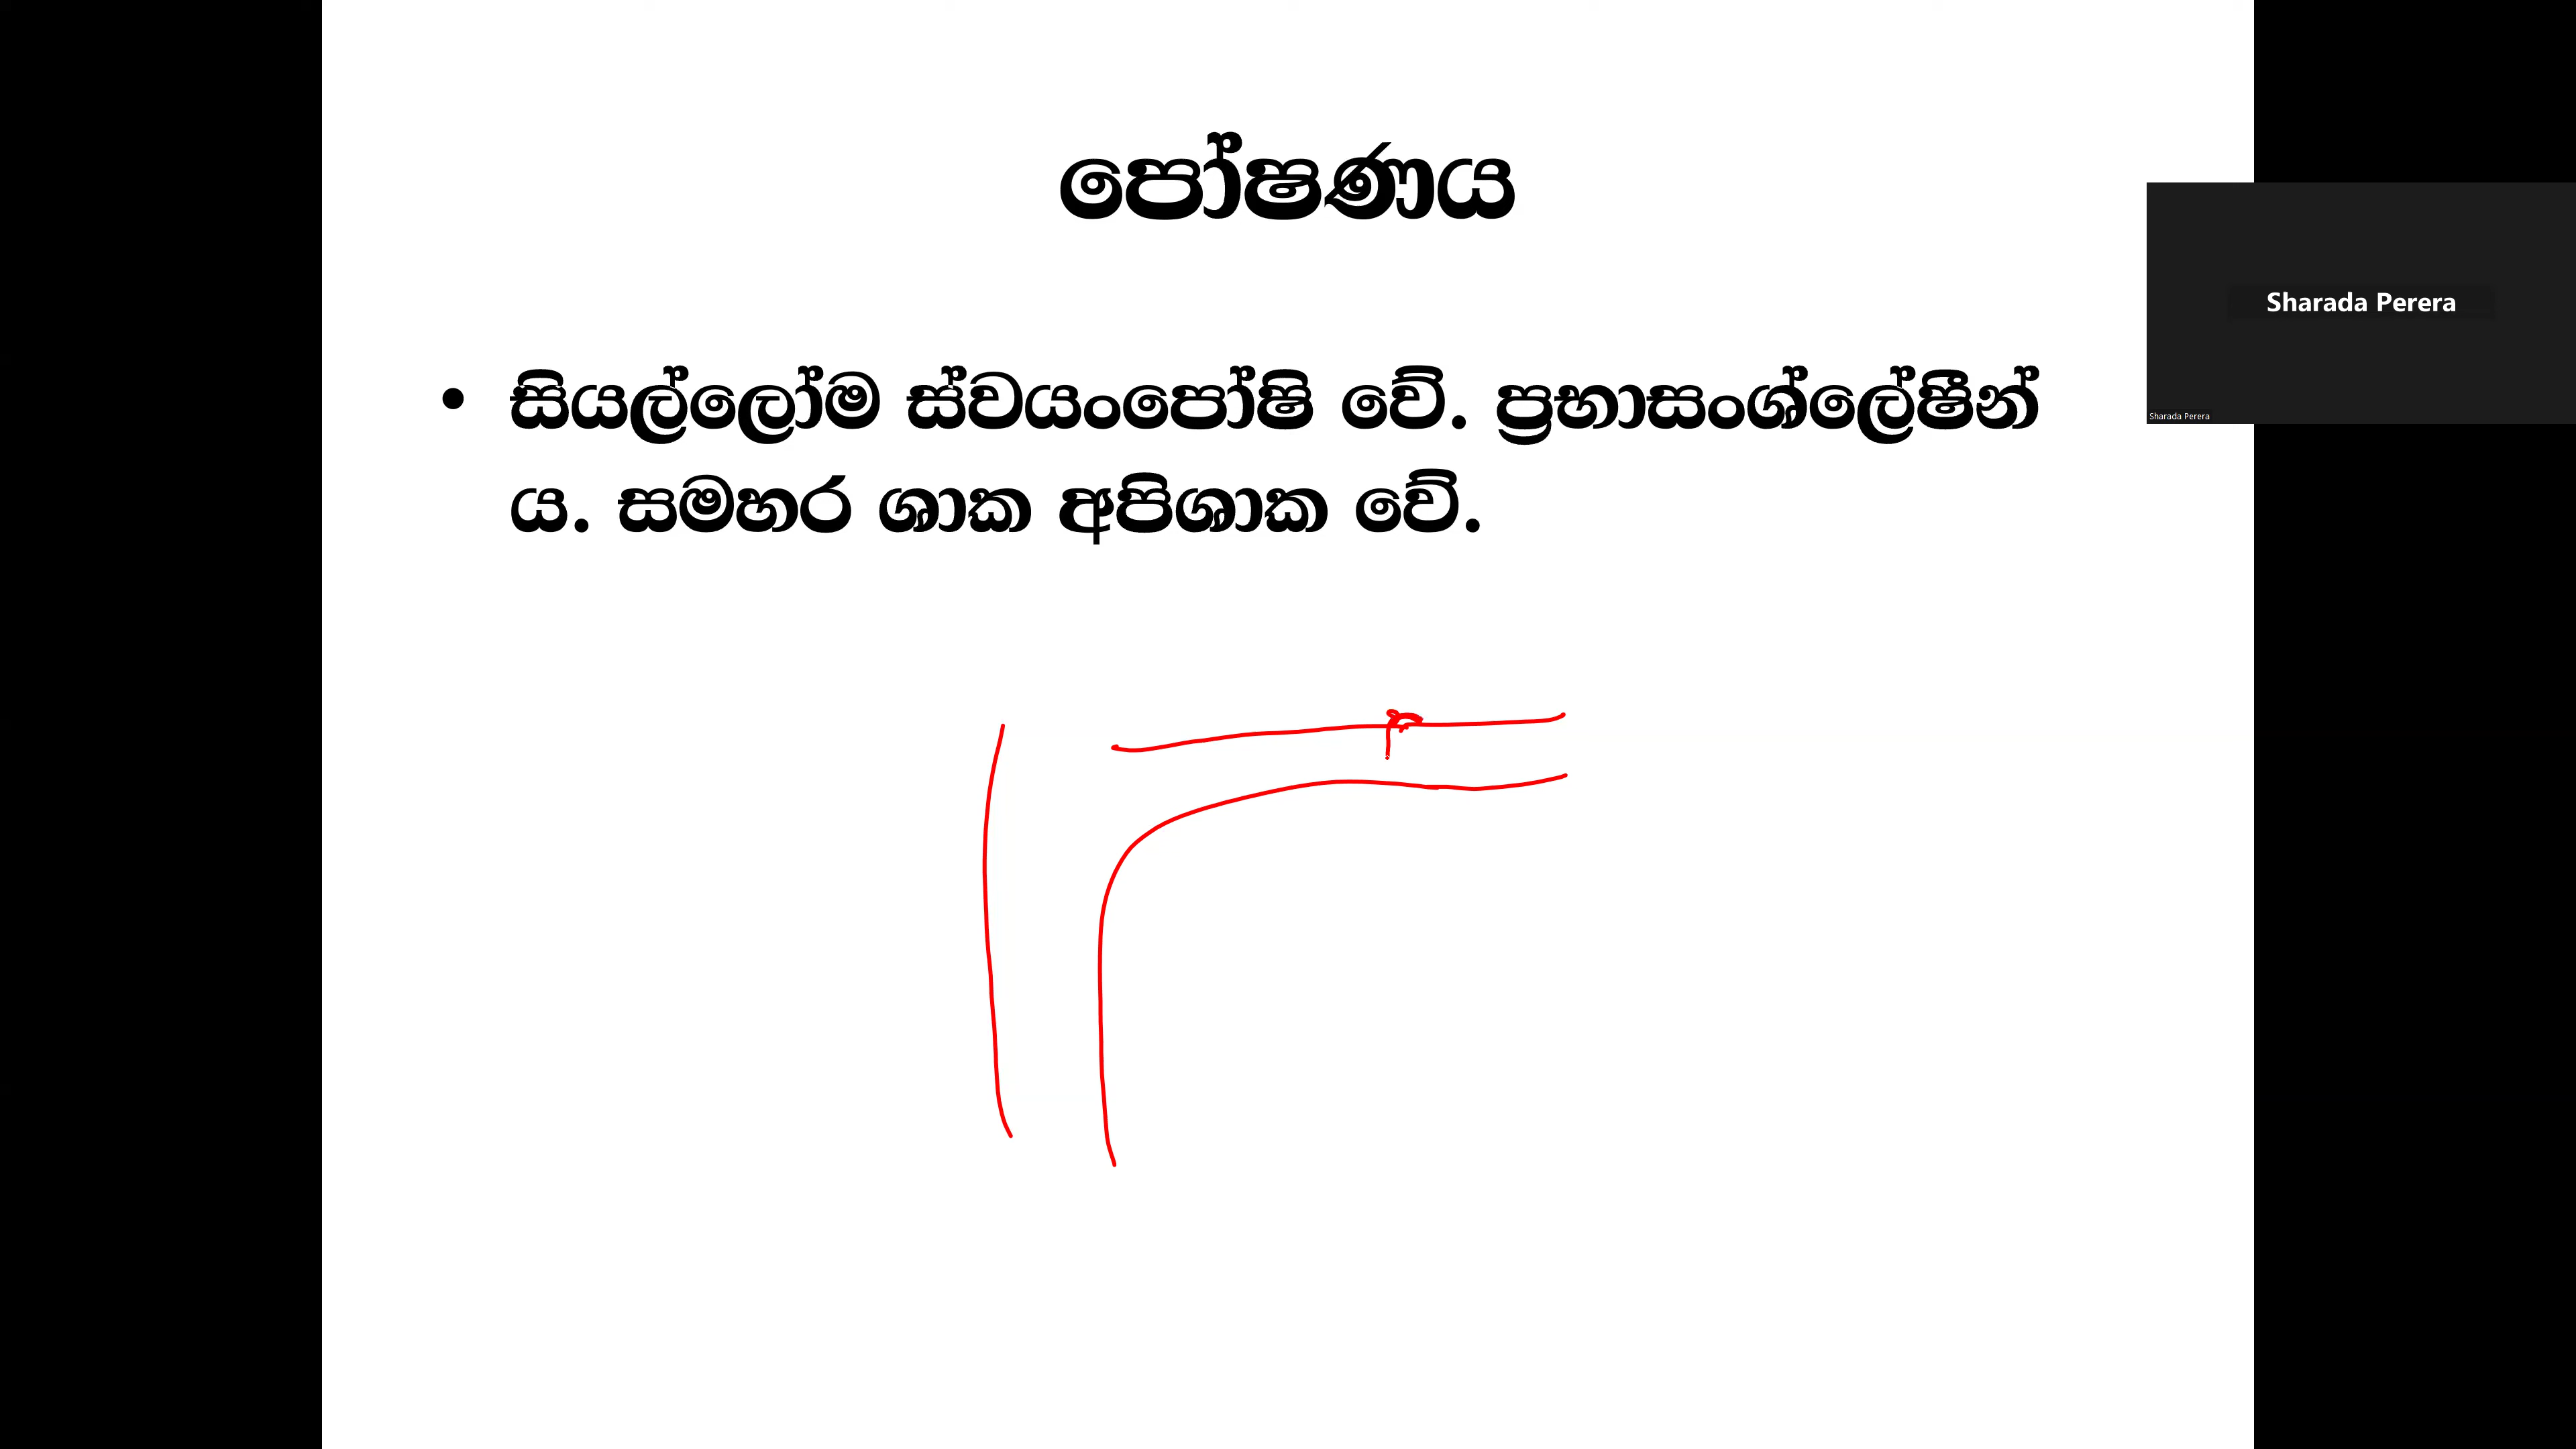 පෝෂණය
• සියල්ලෝම ස්වයංපෝෂි වේ. ප්‍රභාසංශ්ලේෂීන්
ය. සමහර ශාක අපිශාක වේ.
Sharada Perera
Sharada Perera